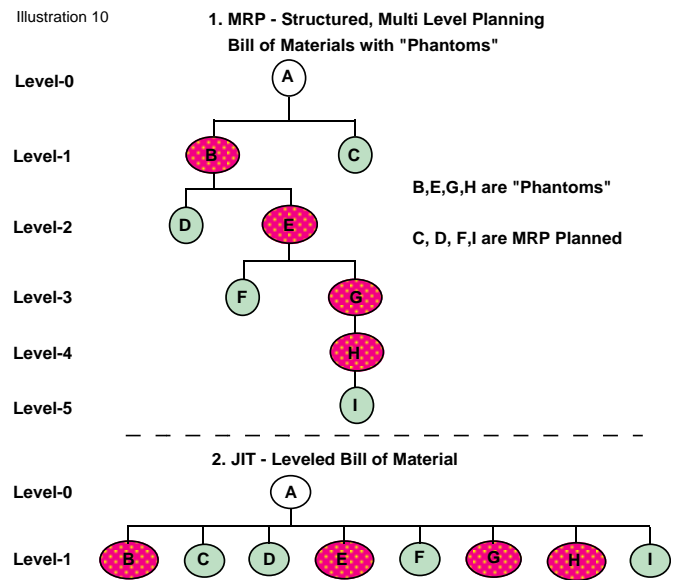 Illustration 10
1. MRP - Structured, Multi Level Planning
Bill of Materials with "Phantoms"
Level-0
A
Level-1
B
C
B,E,G,H are "Phantoms"
Level-2
D
E
C, D, F,I are MRP Planned
Level-3
F
G
Level-4
H
Level-5
I
2. JIT - Leveled Bill of Material
Level-0
A
Level-1
B
C
D
E
F
G
H
I